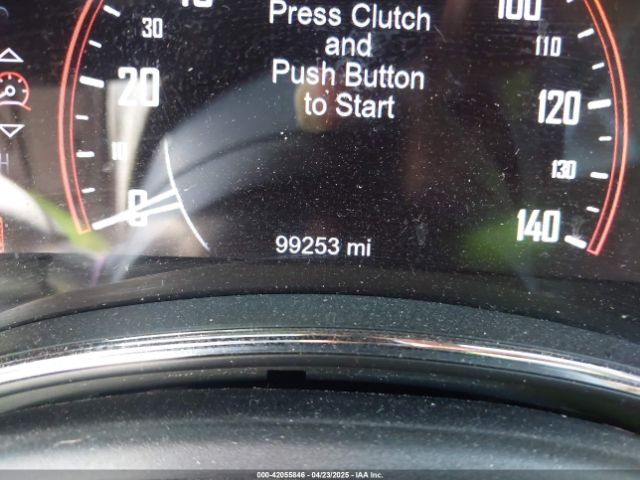 Press Clutch
and
Push Button
to Start
30
20
10
0
100
110
120
130
140
99253 mi
000-42055846 - 04/23/2025 - IAA Inc.